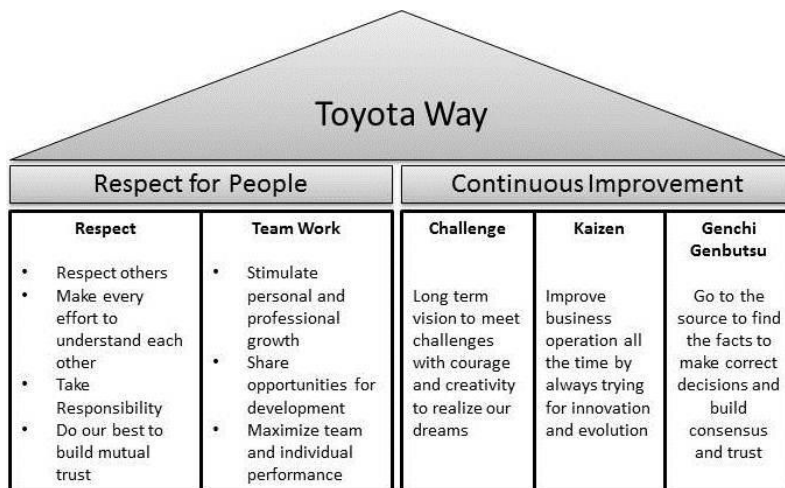 Toyota Way
Respect for People
Continuous Improvement
Respect
• Respect others
• Make every
effort to
understand each
other
• Take
Responsibility
• Do our best to
build mutual
trust
Team Work
• Stimulate
personal and
professional
growth
• Share
opportunities for
development
• Maximize team
and individual
performance
Challenge
Long term
vision to meet
challenges
with courage
and creativity
to realize our
dreams
Kaizen
Improve
business
operation all
the time by
always trying
for innovation
and evolution
Genchi
Genbutsu
Go to the
source to find
the facts to
make correct
decisions and
build
consensus
and trust